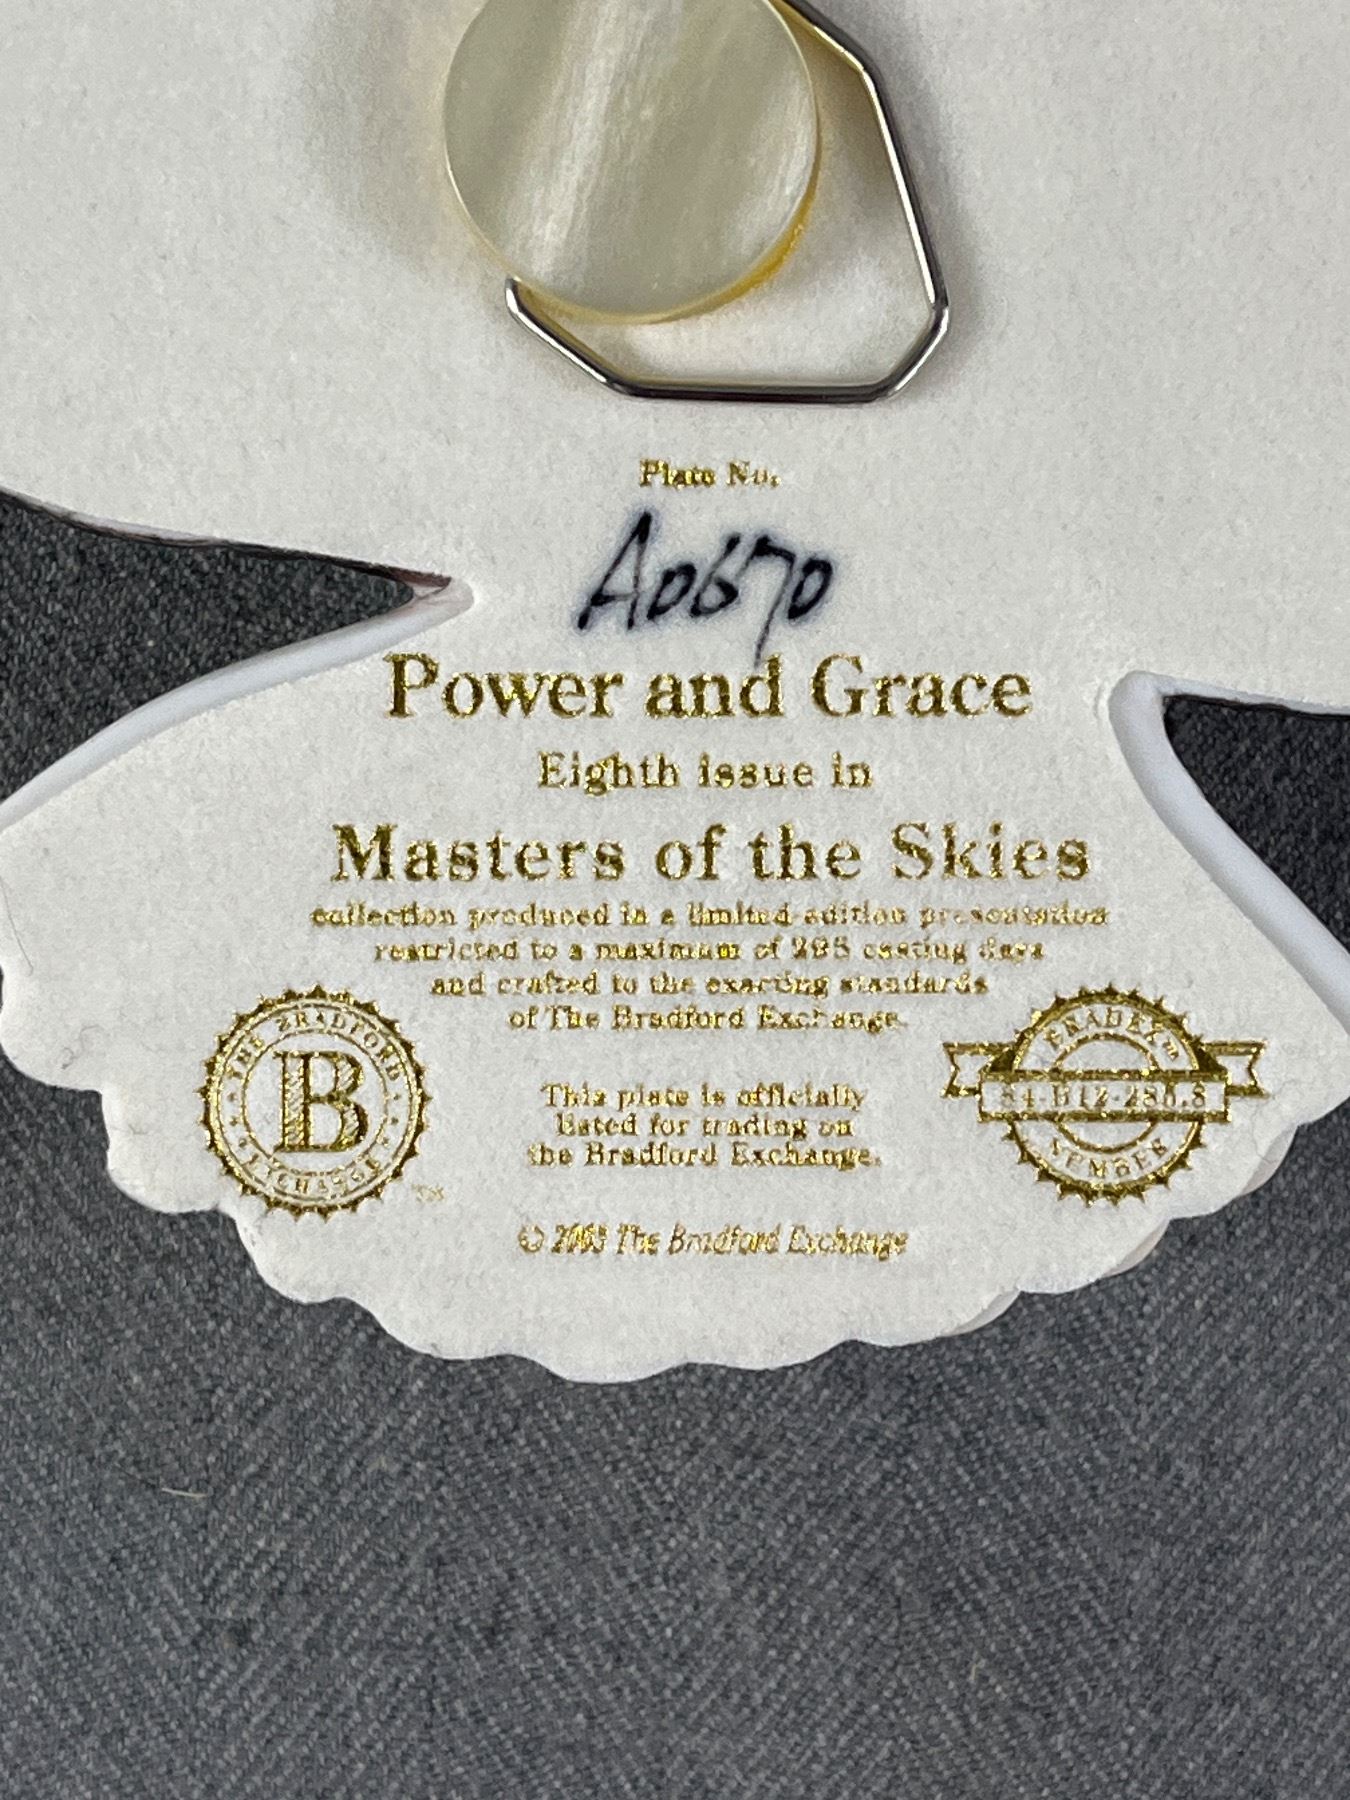 Plate No.
A0670
Power and Grace
Eighth issue in
Masters of the Skies
collection produced in a limited edition presentation
restricted to a maximum of 295 casting days
and crafted to the exacting standards
of The Bradford Exchange.
THE BRADFORD EXCHANGE
B
TM
This plate is officially
listed for trading on
the Bradford Exchange.
BRADEX™
NUMBER
© 2003 The Bradford Exchange